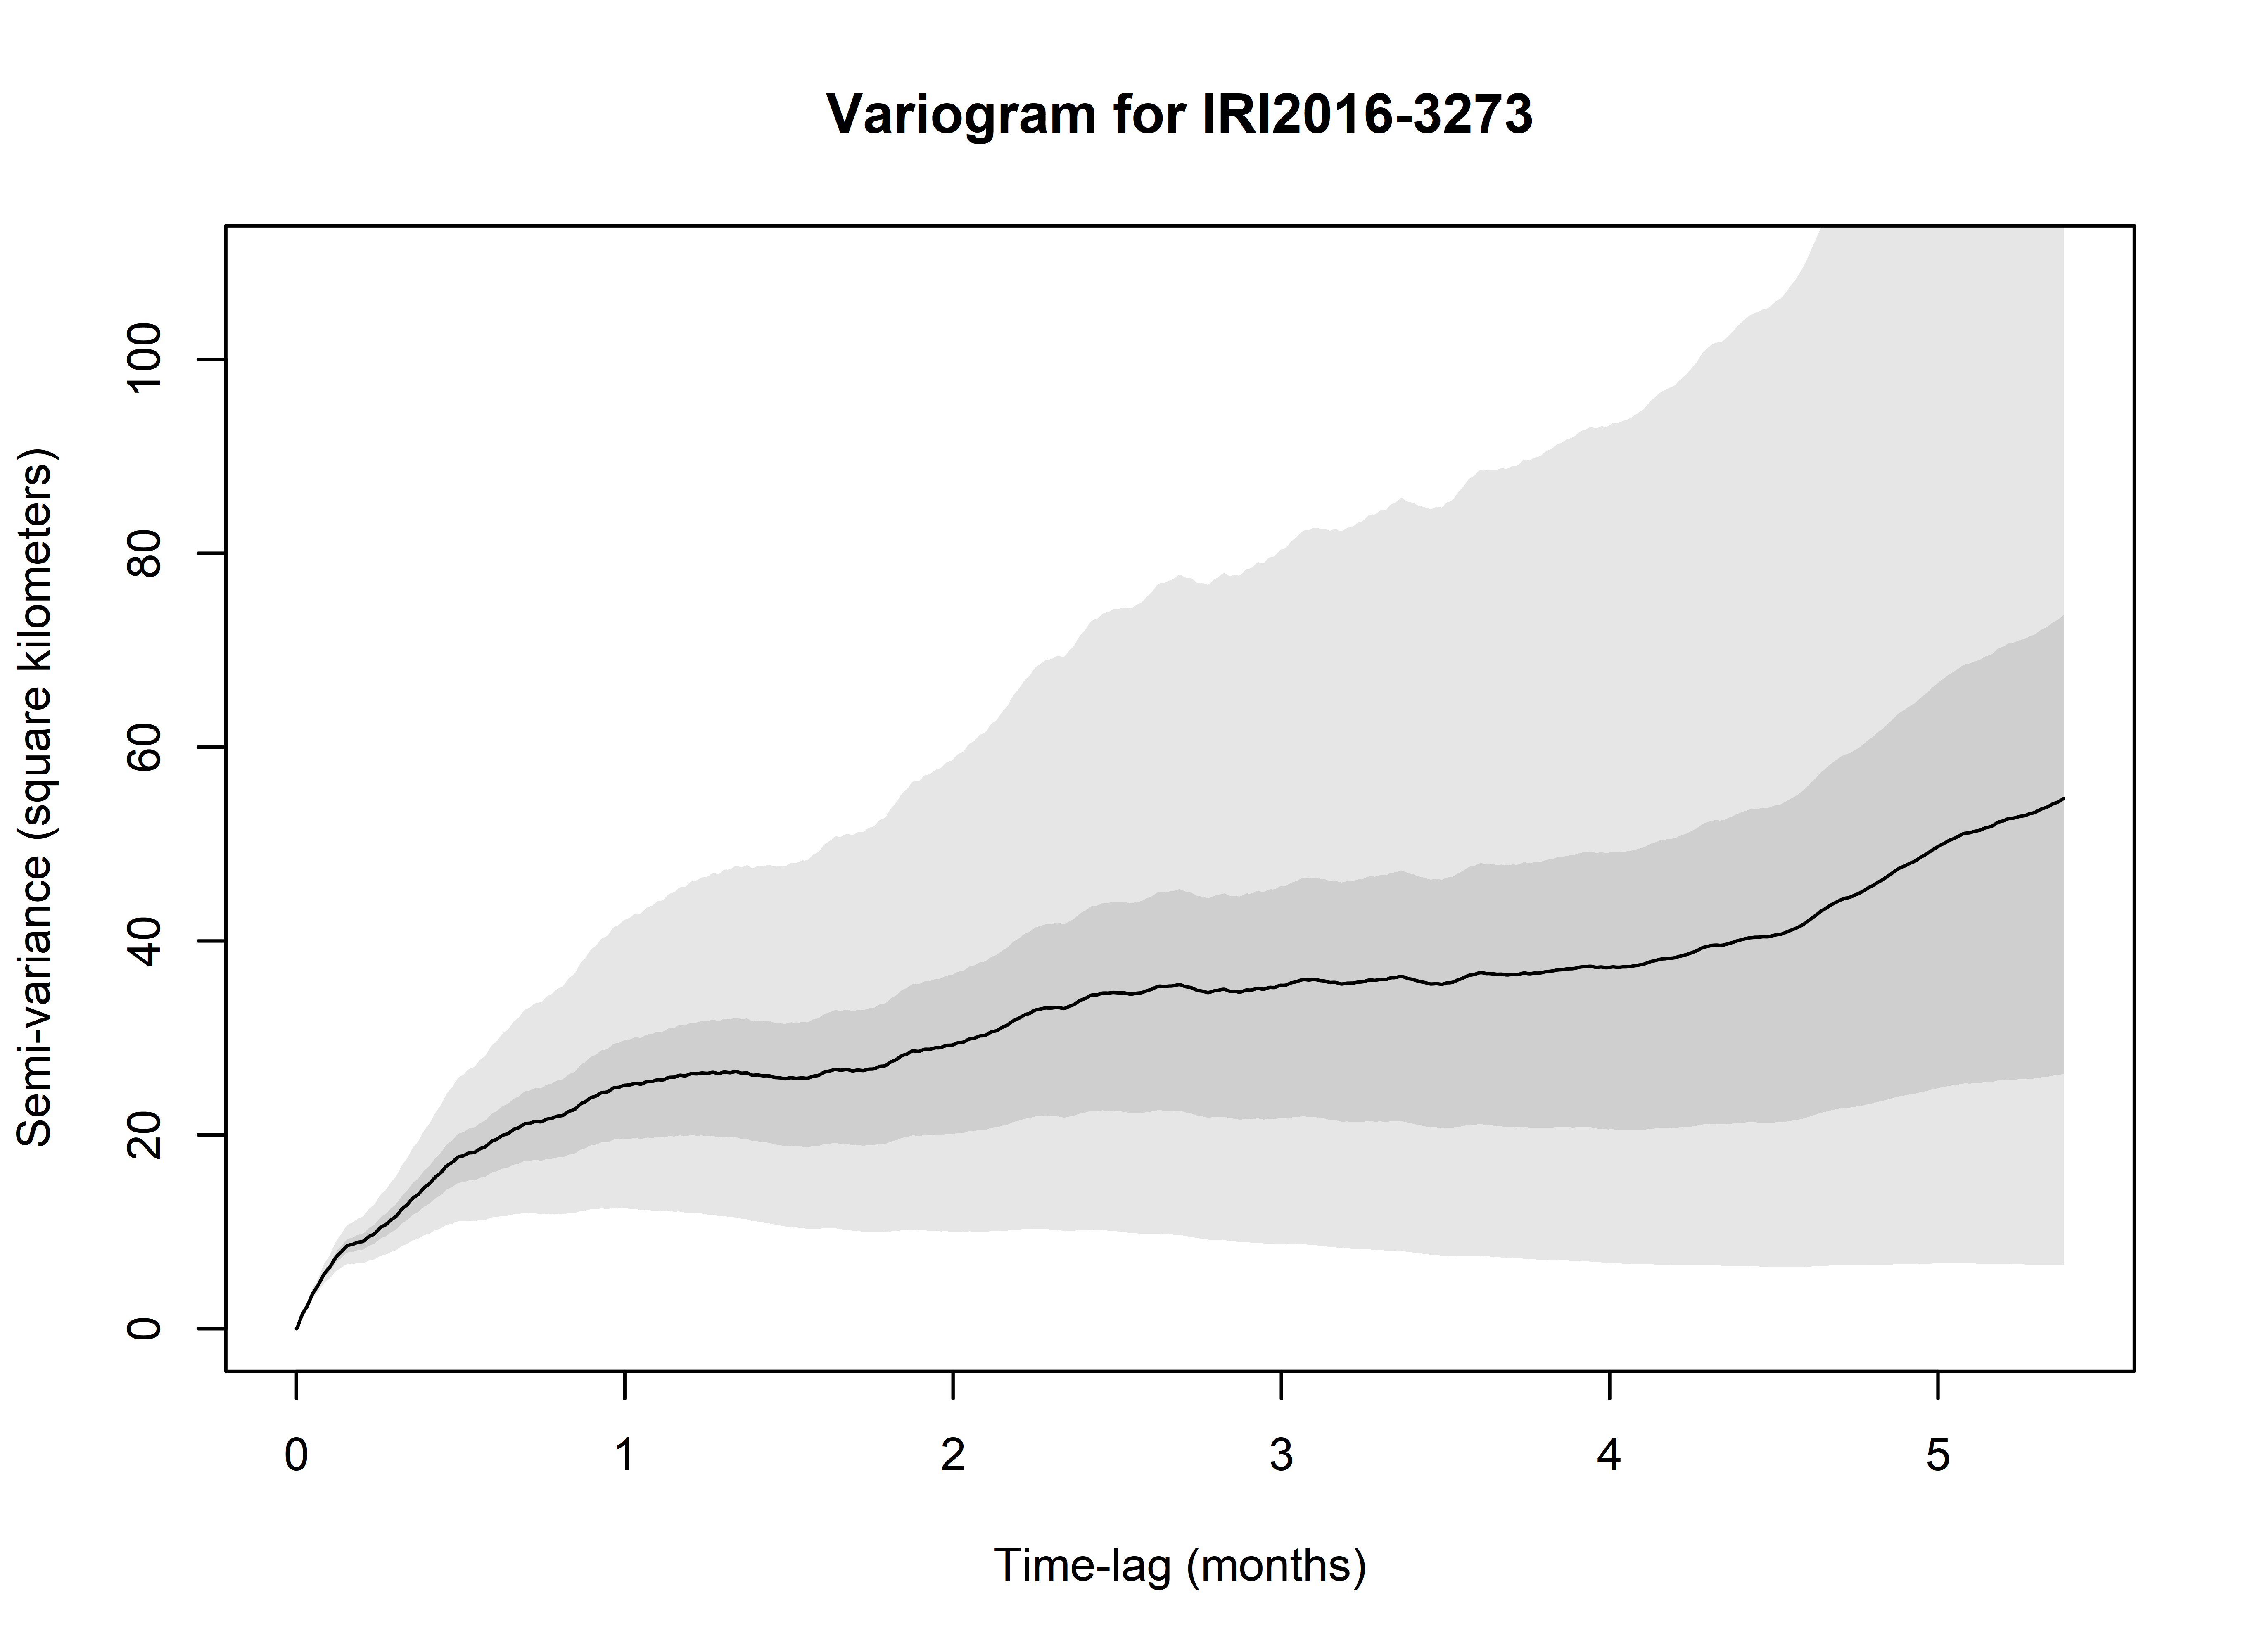 Variogram for IRI2016-3273
Semi-variance (square kilometers)
100
80
60
40
20
0
0 1 2 3 4 5
Time-lag (months)